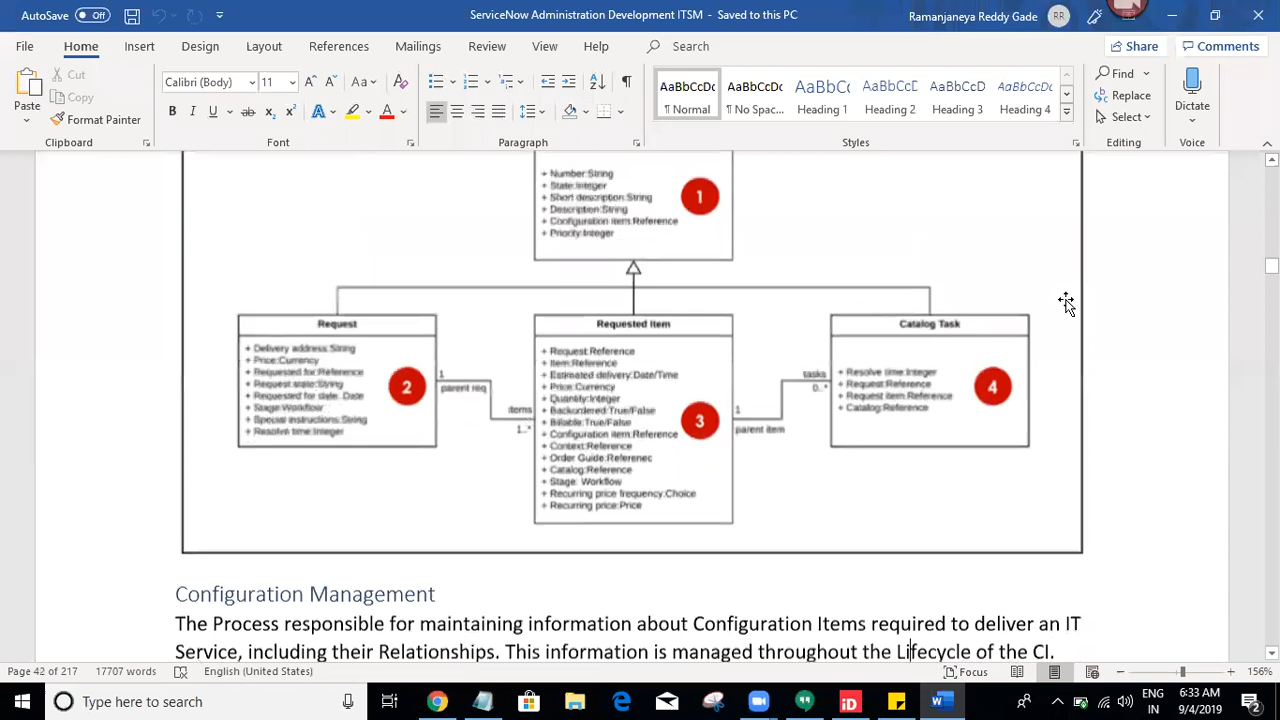 AutoSave Off
ServiceNow Administration Development ITSM - Saved to this PC
Ramanjaneya Reddy Gade RR
File Home Insert Design Layout References Mailings Review View Help Search Share Comments
Paste Cut Copy Format Painter
Calibri (Body) 11
AaBbCcDc AaBbCcDc AaBbCc AaBbCcD AaBbCcD AaBbCcDc
¶ Normal ¶ No Spac... Heading 1 Heading 2 Heading 3 Heading 4
Find
Replace
Select
Dictate
Clipboard Font Paragraph Styles Editing Voice
+ Number:String
+ State:Integer
+ Short description:String
+ Description:String
+ Configuration item:Reference
+ Priority:Integer
1
Request
+ Delivery address:String
+ Price:Currency
+ Requested for:Reference
+ Request state:String
+ Requested for date: Date
+ Stage:Workflow
+ Special instructions:String
+ Resolve time:Integer
2
1
parent req
items
1..*
Requested Item
+ Request:Reference
+ Item:Reference
+ Estimated delivery:Date/Time
+ Price:Currency
+ Quantity:Integer
+ Backordered:True/False
+ Billable:True/False
+ Configuration item:Reference
+ Context:Reference
+ Order Guide:Referenec
+ Catalog:Reference
+ Stage: Workflow
+ Recurring price frequency:Choice
+ Recurring price:Price
3
1
parent item
tasks
0..*
Catalog Task
+ Resolve time:Integer
+ Request:Reference
+ Request item:Reference
+ Catalog:Reference
4
Configuration Management
The Process responsible for maintaining information about Configuration Items required to deliver an IT
Service, including their Relationships. This information is managed throughout the Lifecycle of the CI.
Page 42 of 217 17707 words English (United States) Focus 156%
Type here to search
ENG
IN
6:33 AM
9/4/2019
2